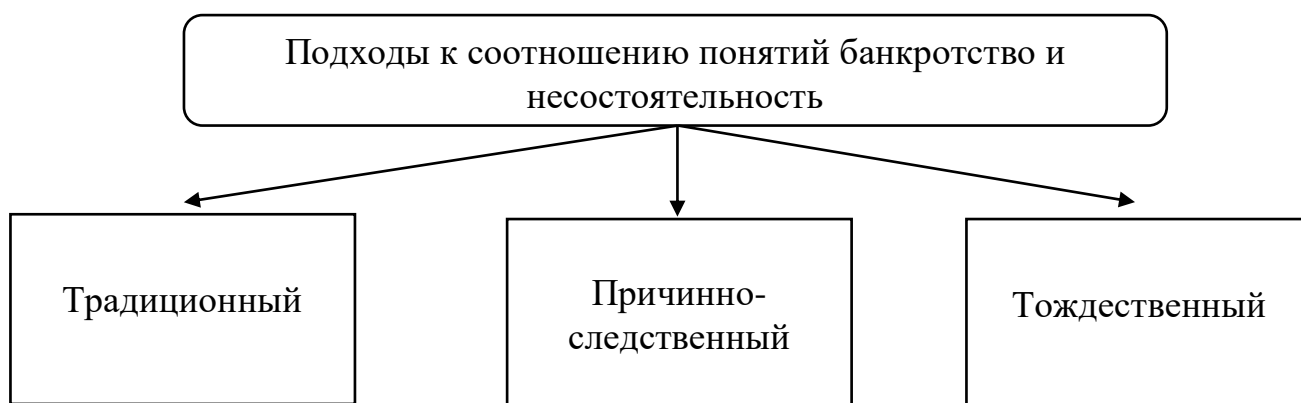 Подходы к соотношению понятий банкротство и
несостоятельность
Традиционный
Причинно-
следственный
Тождественный